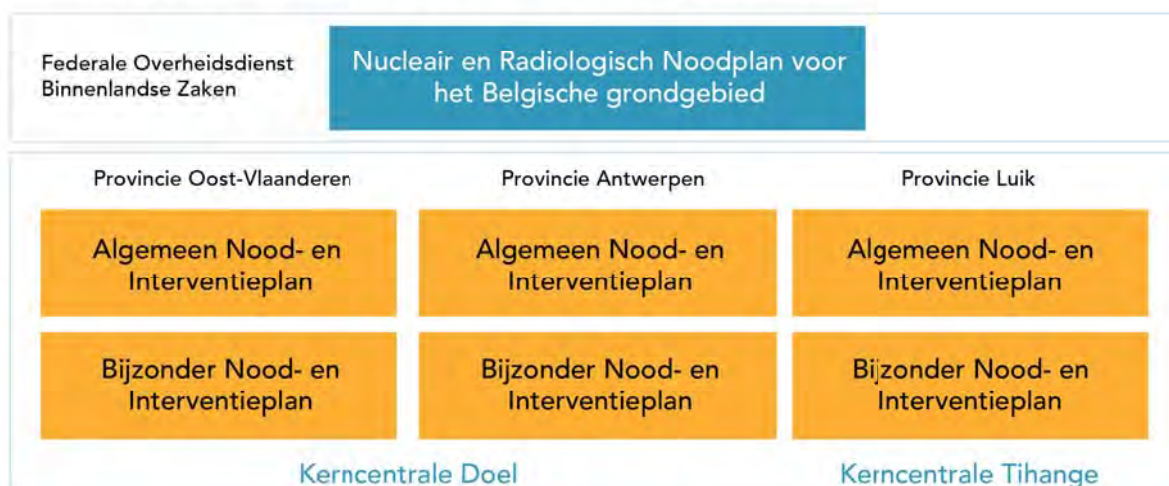 Federale Overheidsdienst
Binnenlandse Zaken
Nucleair en Radiologisch Noodplan voor
het Belgische grondgebied
Provincie Oost-Vlaanderen
Provincie Antwerpen
Provincie Luik
Algemeen Nood- en
Interventieplan
Algemeen Nood- en
Interventieplan
Algemeen Nood- en
Interventieplan
Bijzonder Nood- en
Interventieplan
Bijzonder Nood- en
Interventieplan
Bijzonder Nood- en
Interventieplan
Kerncentrale Doel
Kerncentrale Tihange